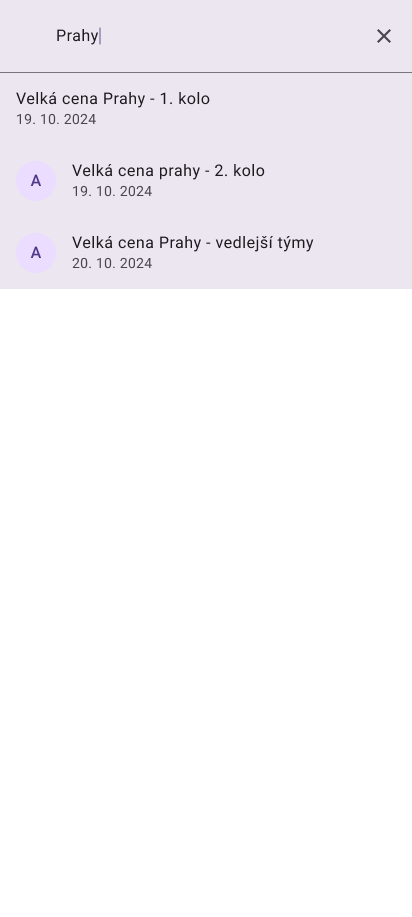 Prahy
Velká cena Prahy - 1. kolo
19. 10. 2024
A
Velká cena prahy - 2. kolo
19. 10. 2024
A
Velká cena Prahy - vedlejší týmy
20. 10. 2024